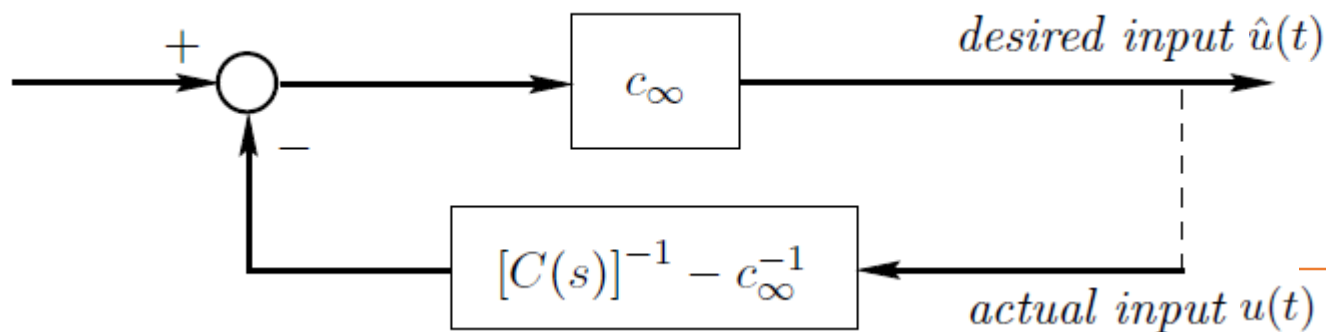 +
desired input û(t)
c∞
−
[C(s)]⁻¹ − c∞⁻¹
actual input u(t)